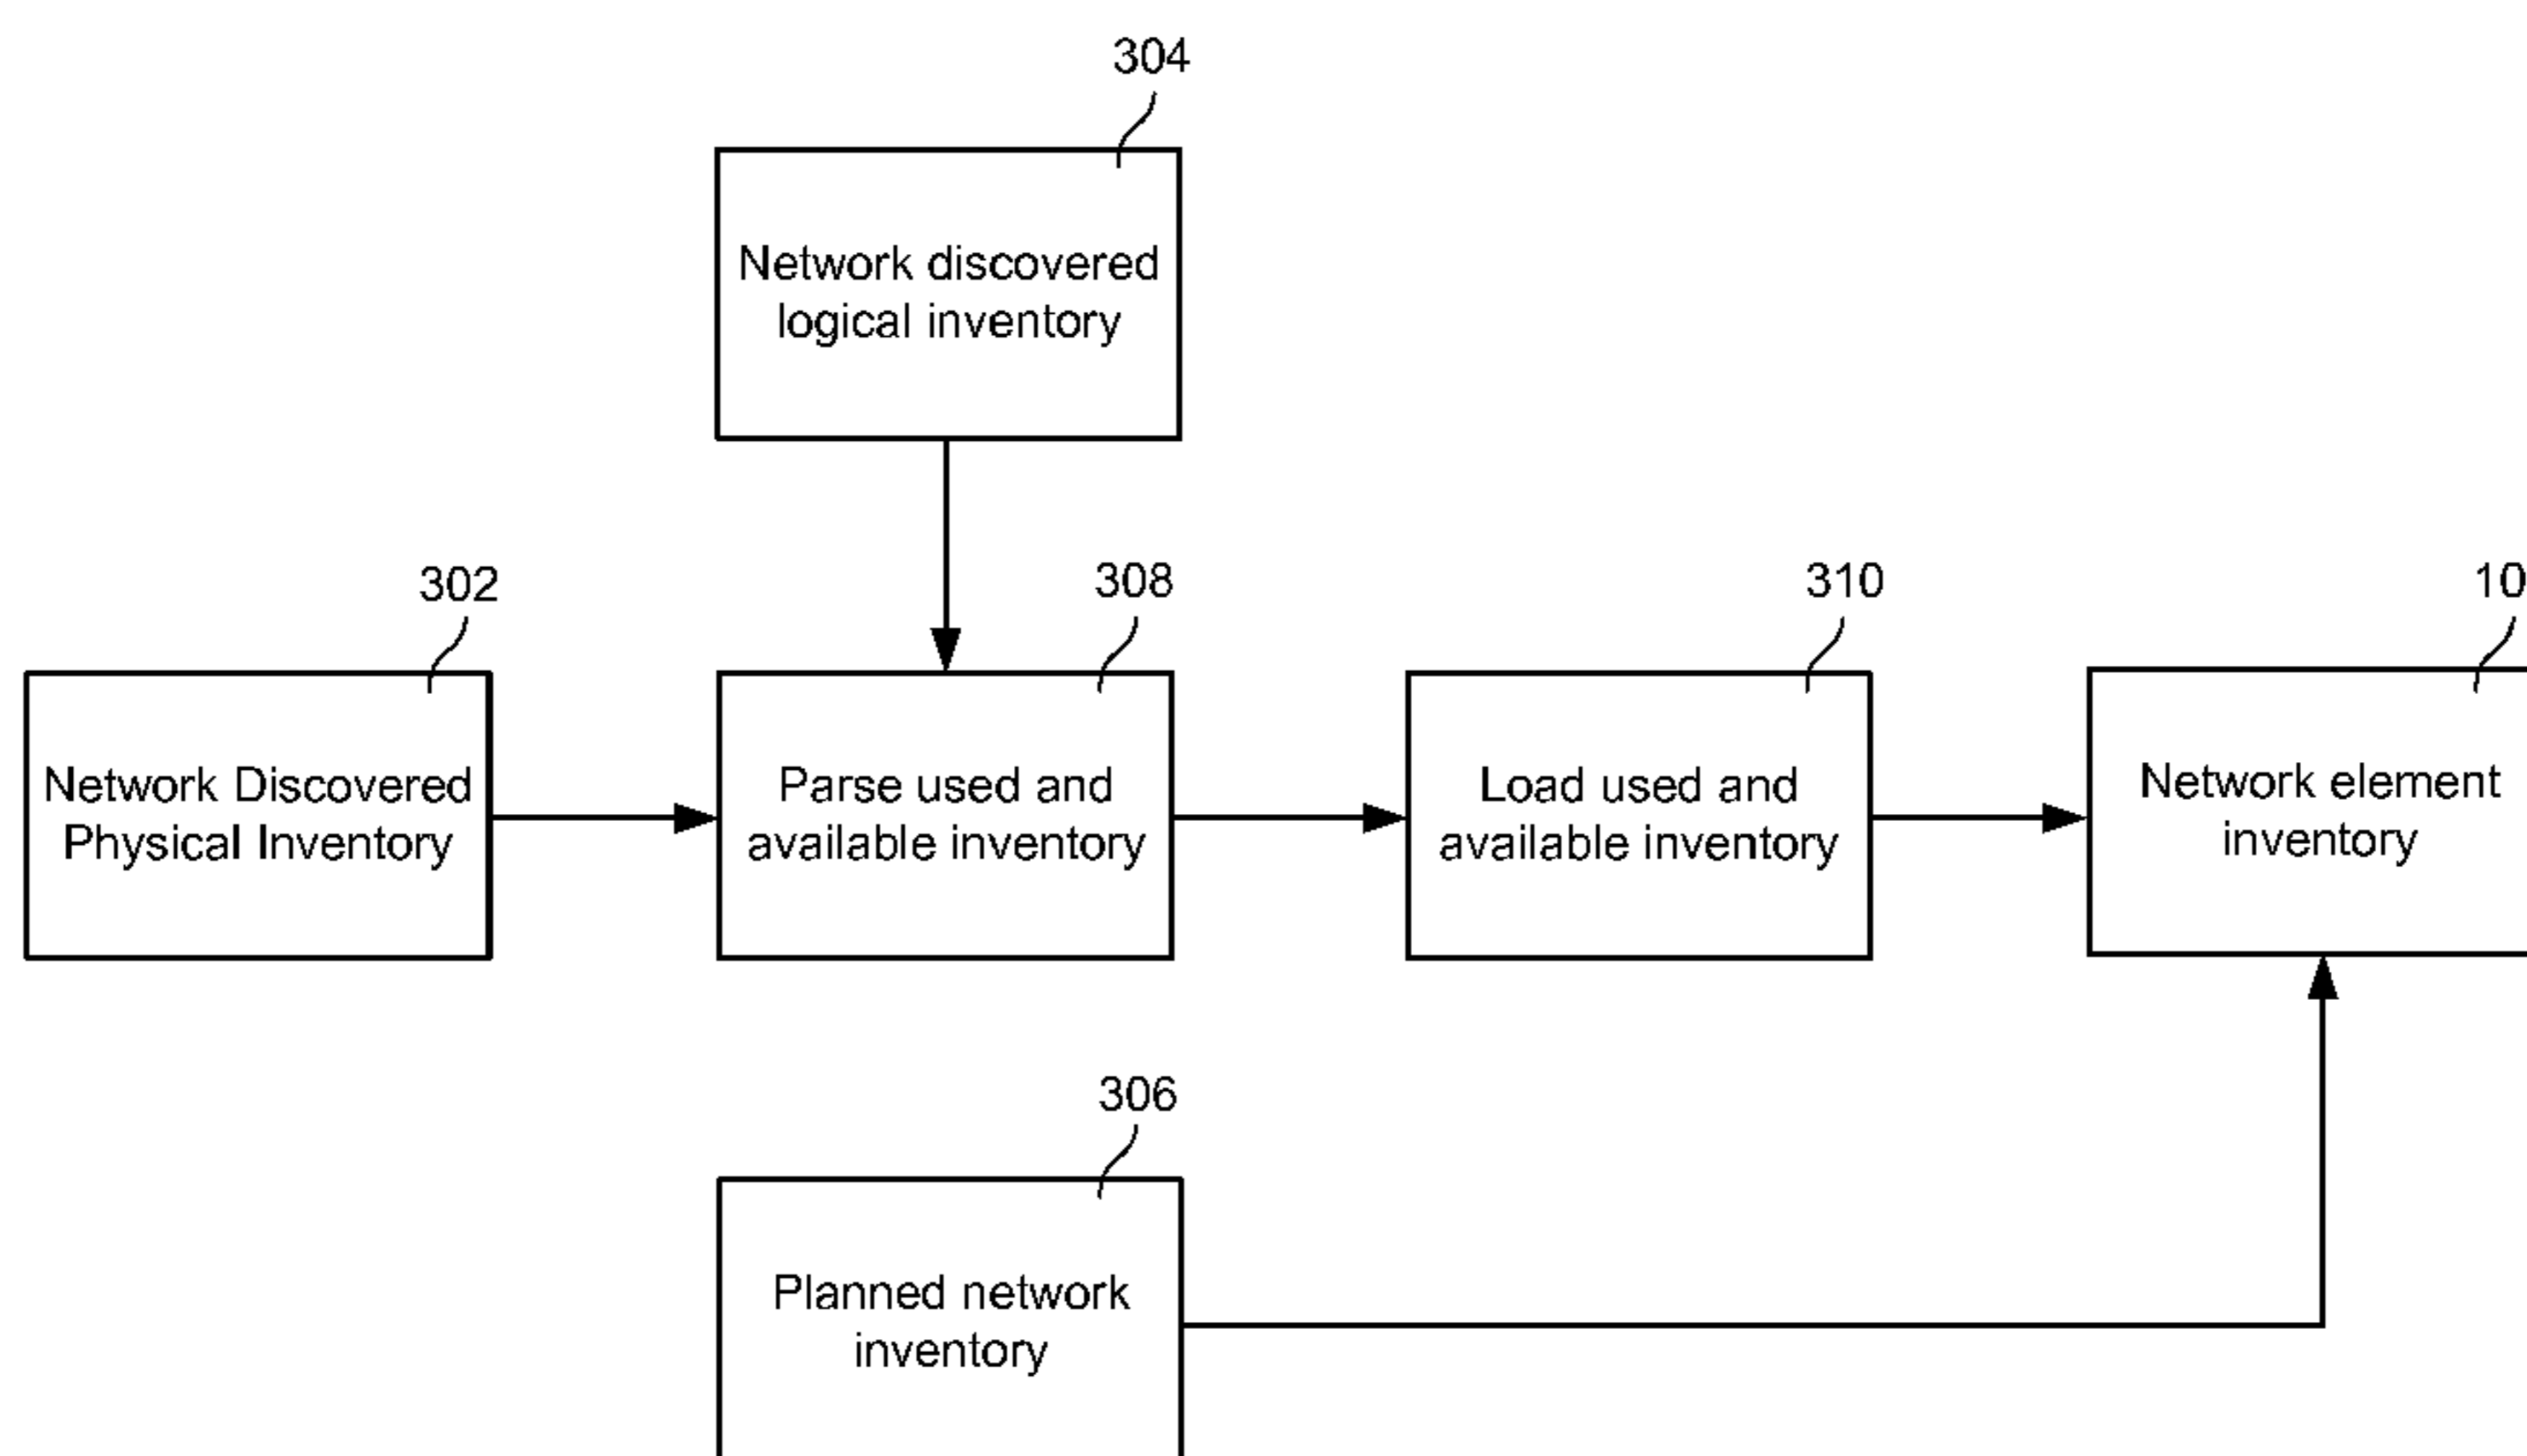 304
Network discovered
logical inventory
302
308
310
10
Network Discovered
Physical Inventory
Parse used and
available inventory
Load used and
available inventory
Network element
inventory
306
Planned network
inventory